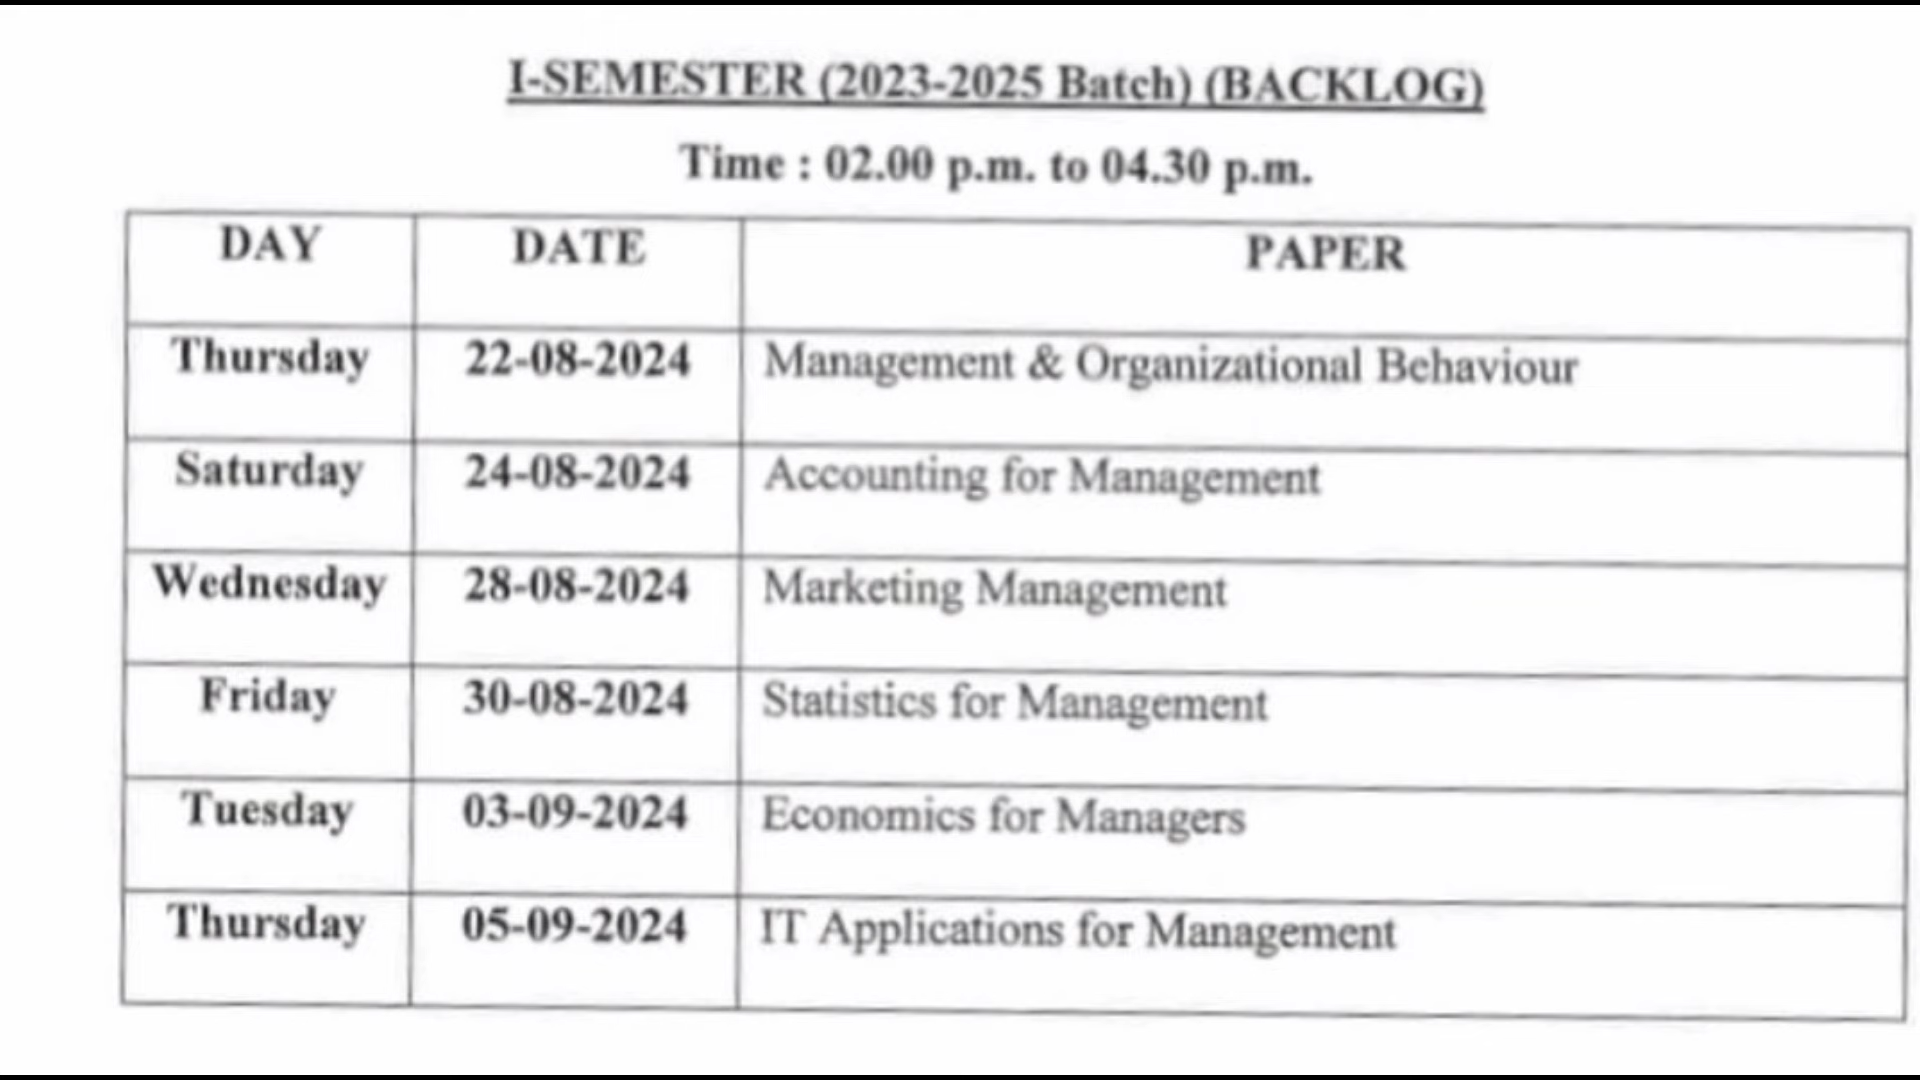 I-SEMESTER (2023-2025 Batch) (BACKLOG)
Time : 02.00 p.m. to 04.30 p.m.
DAY DATE PAPER
Thursday 22-08-2024 Management & Organizational Behaviour
Saturday 24-08-2024 Accounting for Management
Wednesday 28-08-2024 Marketing Management
Friday 30-08-2024 Statistics for Management
Tuesday 03-09-2024 Economics for Managers
Thursday 05-09-2024 IT Applications for Management